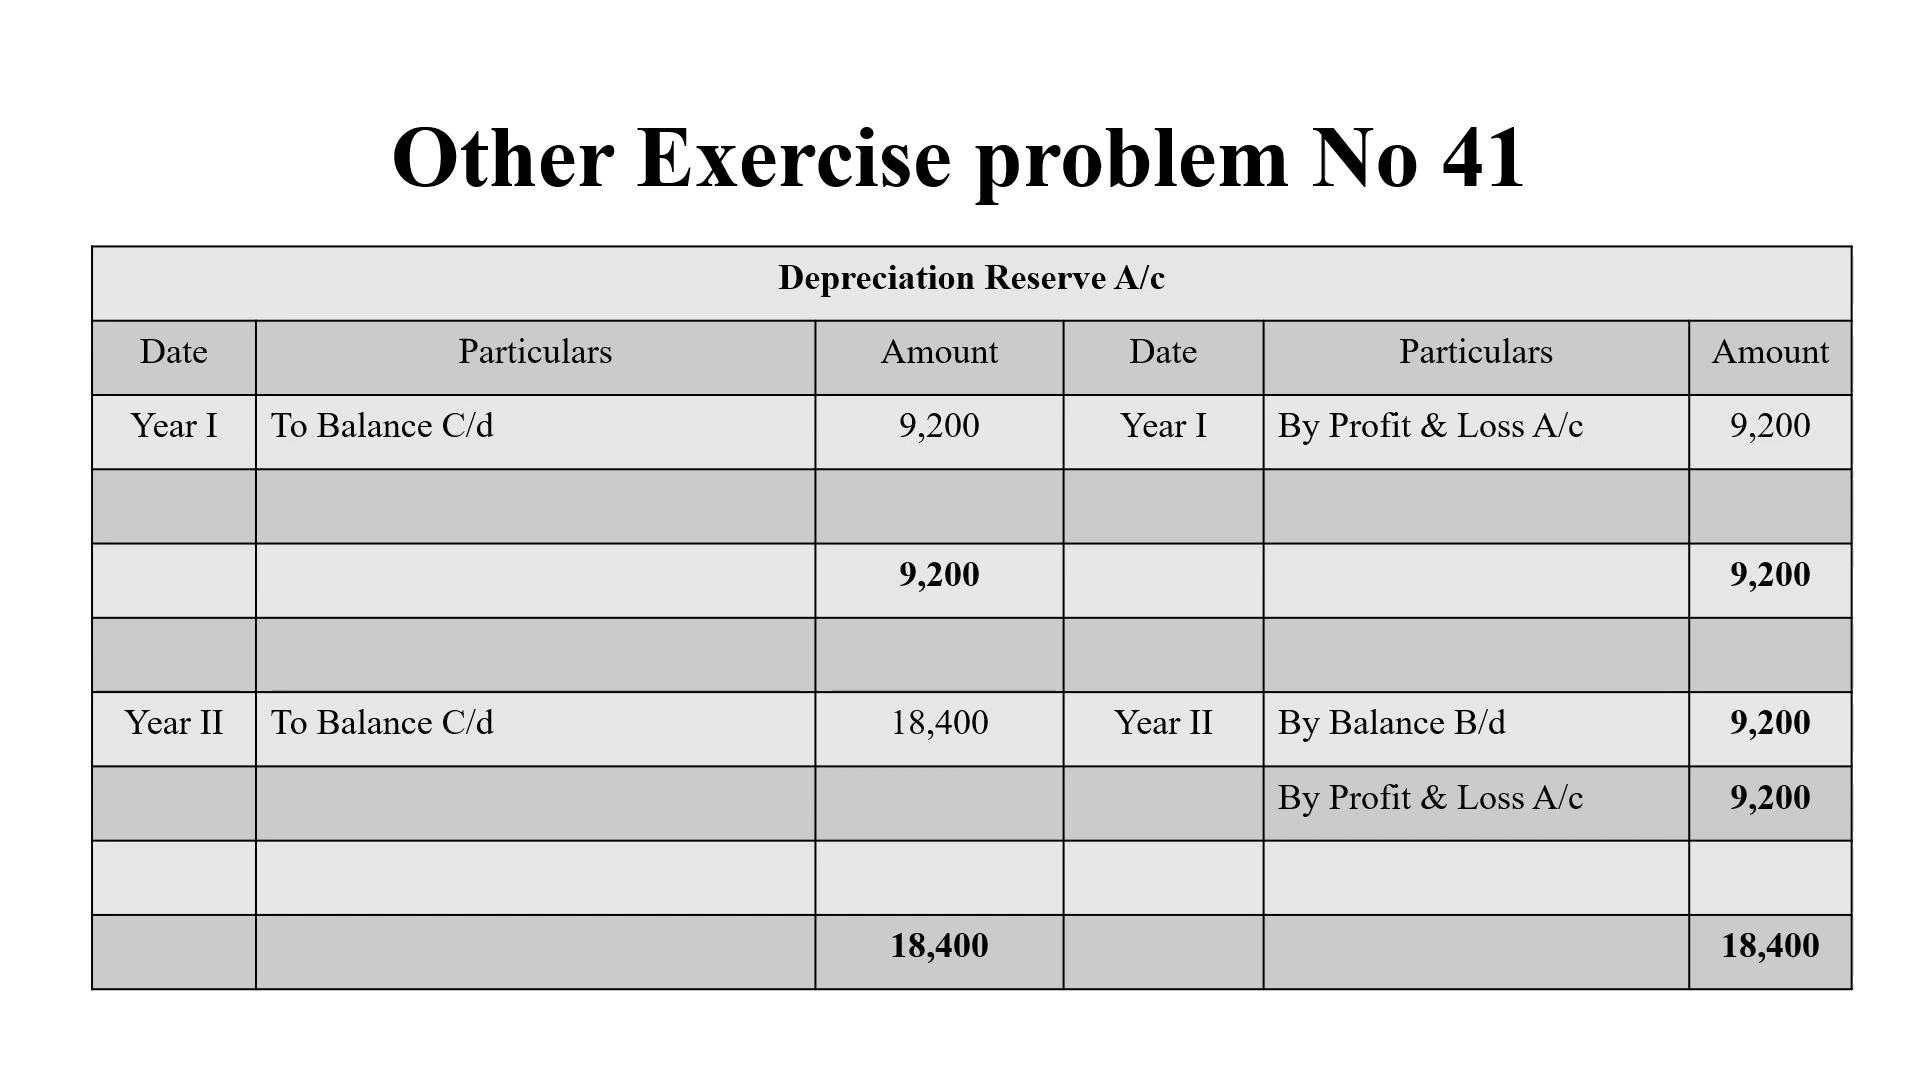 Other Exercise problem No 41
Depreciation Reserve A/c
Date Particulars Amount Date Particulars Amount
Year I To Balance C/d 9,200 Year I By Profit & Loss A/c 9,200
9,200 9,200
Year II To Balance C/d 18,400 Year II By Balance B/d 9,200
By Profit & Loss A/c 9,200
18,400 18,400